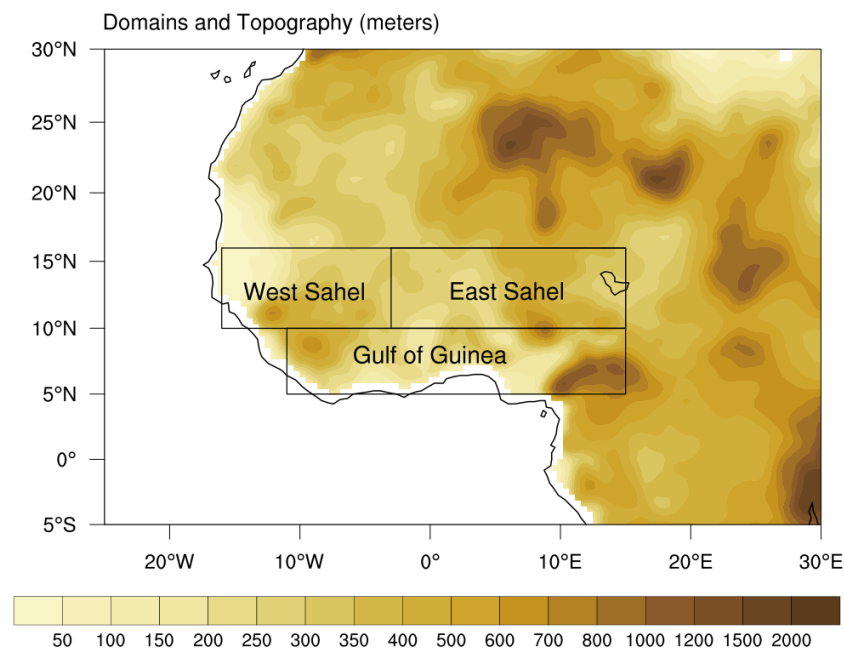 Domains and Topography (meters)
30°N
25°N
20°N
15°N
10°N
5°N
0°
5°S
West Sahel
East Sahel
Gulf of Guinea
20°W 10°W 0° 10°E 20°E 30°E
50 100 150 200 250 300 350 400 500 600 700 800 1000 1200 1500 2000